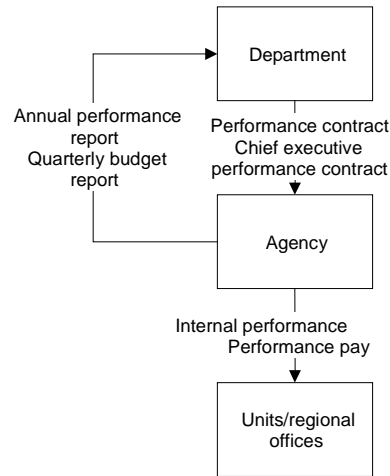 Department
Annual performance
report
Quarterly budget
report
Performance contract
Chief executive
performance contract
Agency
Internal performance
Performance pay
Units/regional
offices